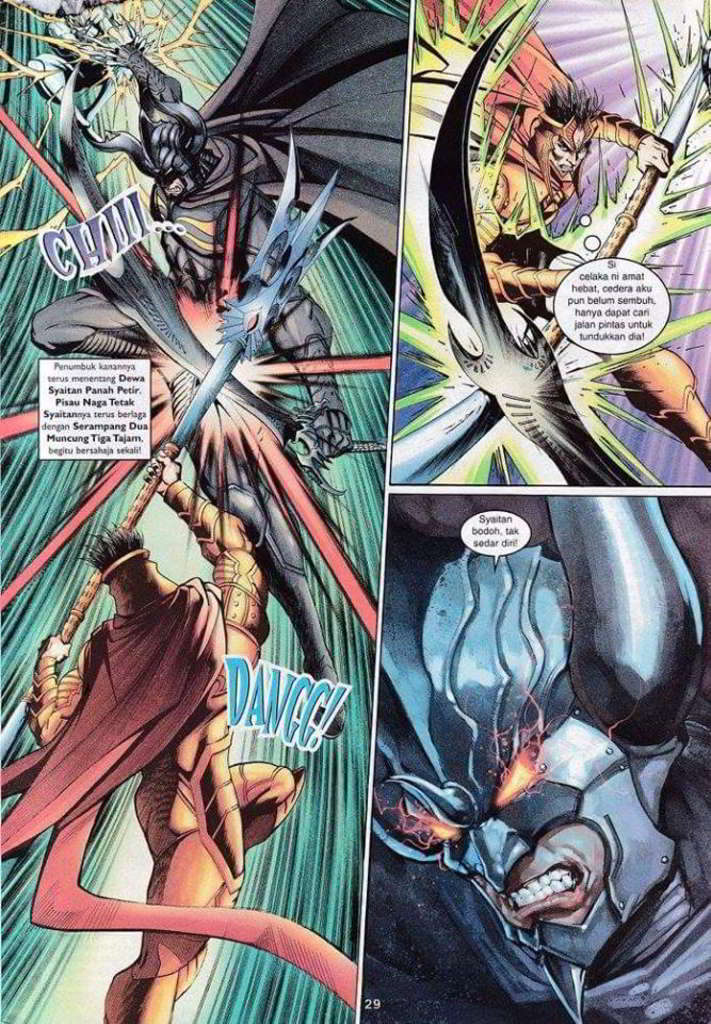 CHIII...
Penumbuk kanannya
terus menentang Dewa
Syaitan Panah Petir.
Pisau Naga Tetak
Syaitannya terus berlaga
dengan Serampang Dua
Muncung Tiga Tajam,
begitu bersahaja sekali!
DANGG!
Si
celaka ni amat
hebat, cedera aku
pun belum sembuh,
hanya dapat cari
jalan pintas untuk
tundukkan dia!
Syaitan
bodoh, tak
sedar diri!
29